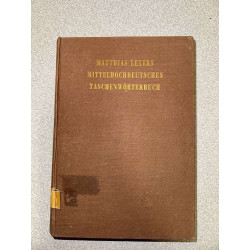 MATTHIAS LEXERS
MITTELHOCHDEUTSCHES
TASCHENWÖRTERBUCH